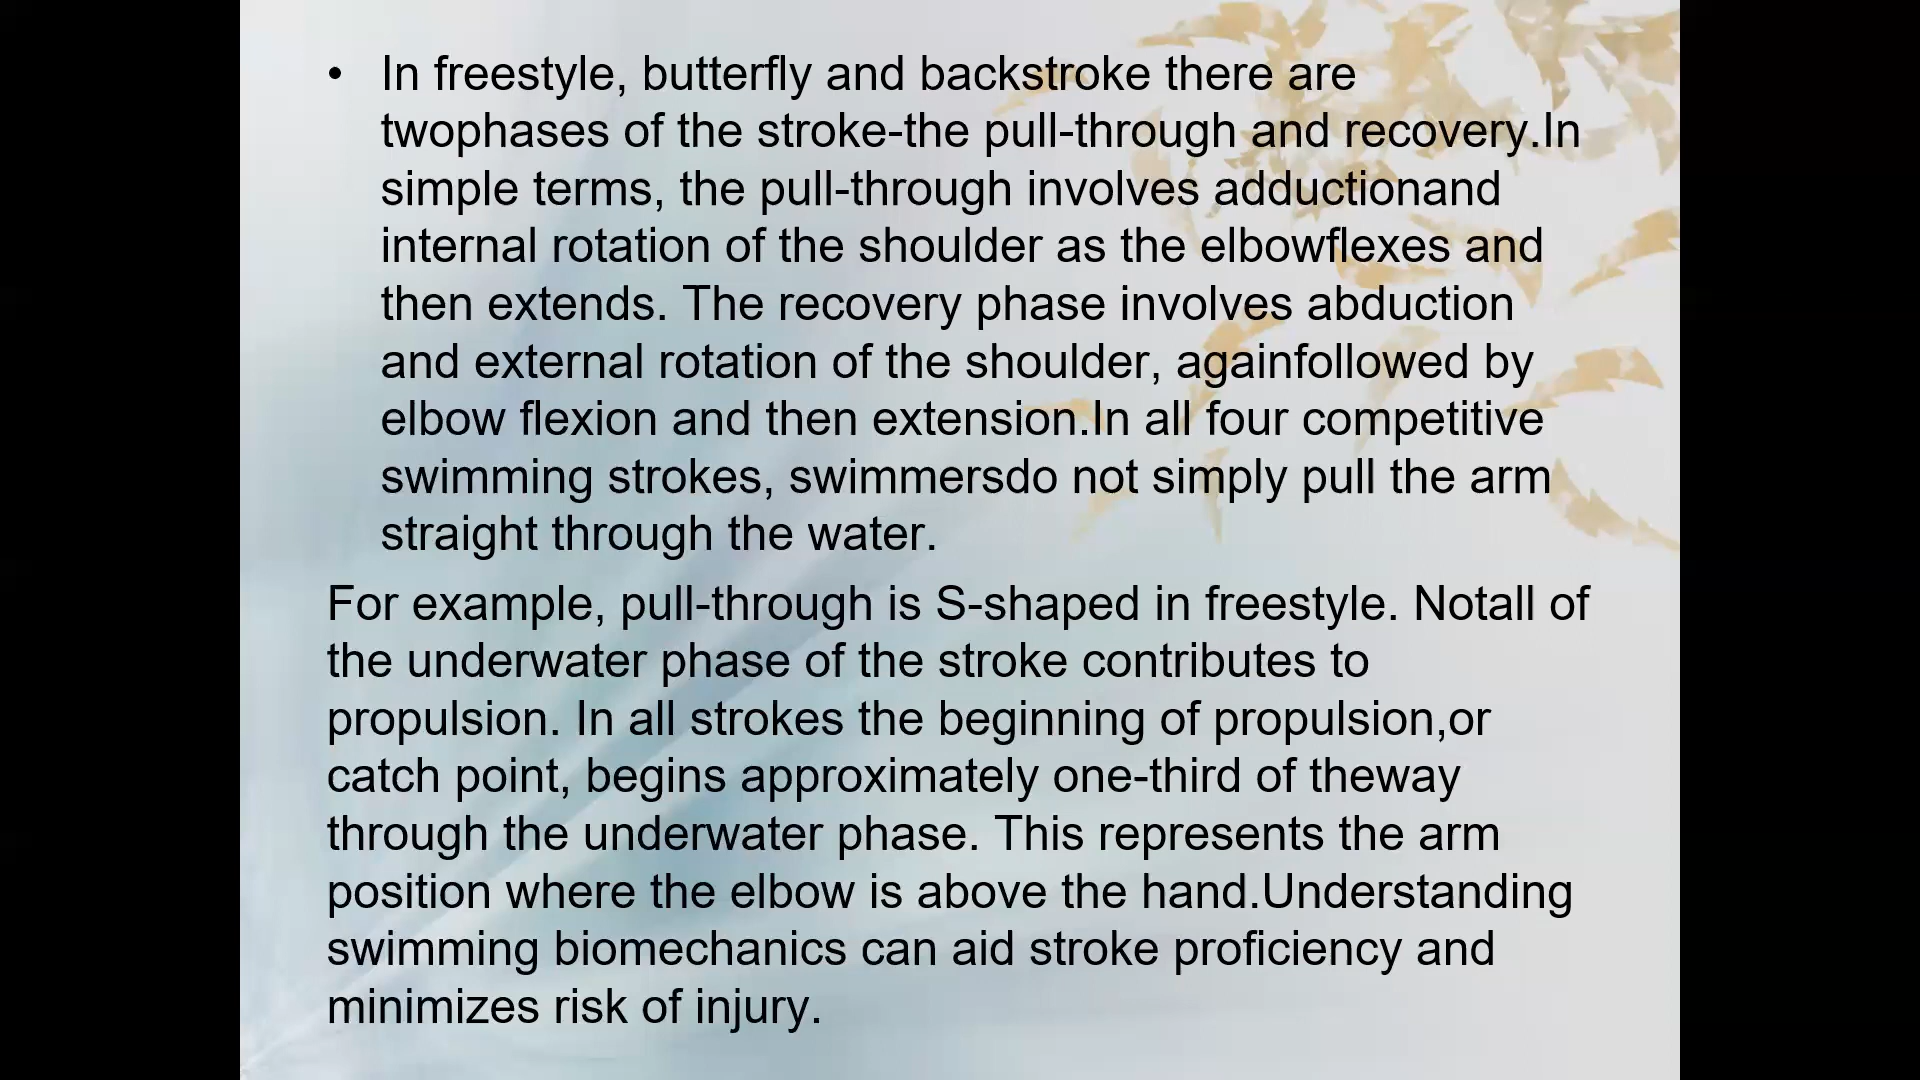 • In freestyle, butterfly and backstroke there are
twophases of the stroke-the pull-through and recovery.In
simple terms, the pull-through involves adductionand
internal rotation of the shoulder as the elbowflexes and
then extends. The recovery phase involves abduction
and external rotation of the shoulder, againfollowed by
elbow flexion and then extension.In all four competitive
swimming strokes, swimmersdo not simply pull the arm
straight through the water.
For example, pull-through is S-shaped in freestyle. Notall of
the underwater phase of the stroke contributes to
propulsion. In all strokes the beginning of propulsion,or
catch point, begins approximately one-third of theway
through the underwater phase. This represents the arm
position where the elbow is above the hand.Understanding
swimming biomechanics can aid stroke proficiency and
minimizes risk of injury.